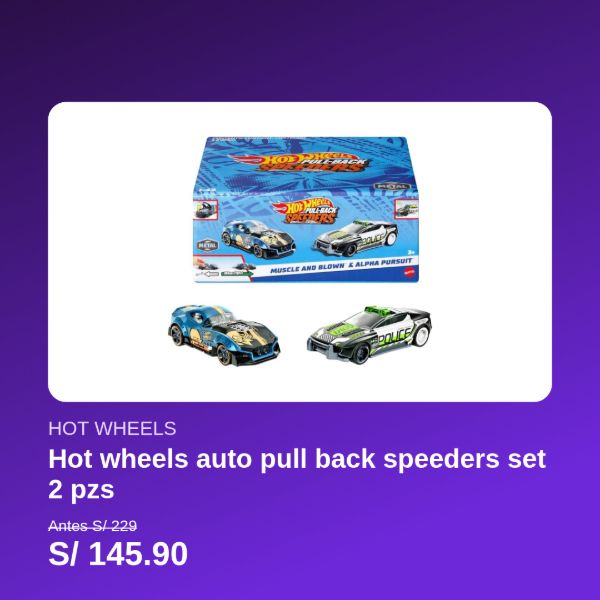 HOT WHEELS
PULL-BACK
SPEEDERS
METAL
HOT WHEELS
PULL-BACK
SPEEDERS
METAL
MUSCLE AND BLOWN & ALPHA PURSUIT
POLICE
HOT WHEELS
Hot wheels auto pull back speeders set
2 pzs
Antes S/ 229
S/ 145.90